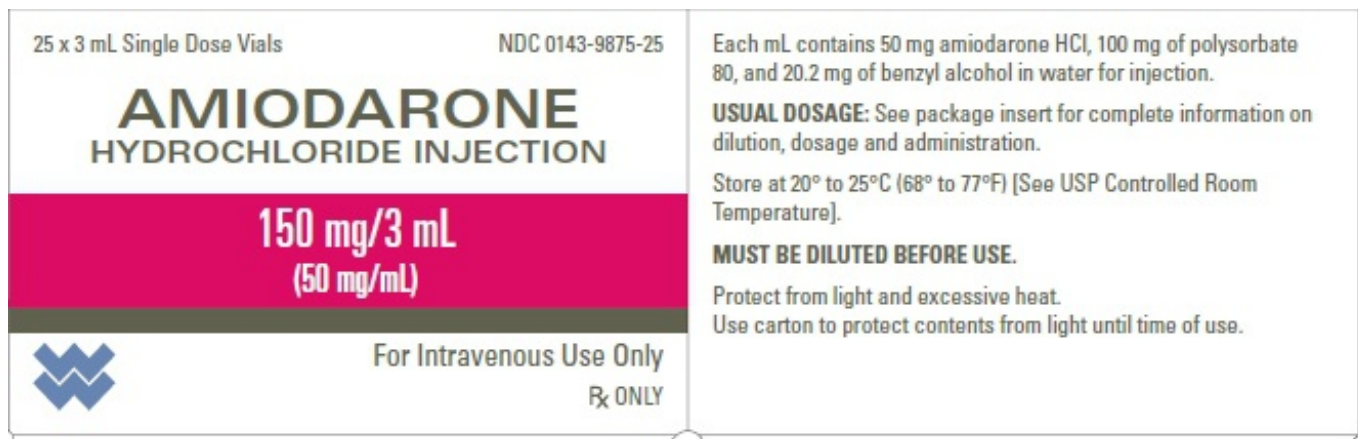 25 x 3 mL Single Dose Vials
NDC 0143-9875-25
AMIODARONE
HYDROCHLORIDE INJECTION
150 mg/3 mL
(50 mg/mL)
For Intravenous Use Only
℞ ONLY
Each mL contains 50 mg amiodarone HCl, 100 mg of polysorbate
80, and 20.2 mg of benzyl alcohol in water for injection.
USUAL DOSAGE: See package insert for complete information on
dilution, dosage and administration.
Store at 20º to 25ºC (68º to 77ºF) [See USP Controlled Room
Temperature].
MUST BE DILUTED BEFORE USE.
Protect from light and excessive heat.
Use carton to protect contents from light until time of use.